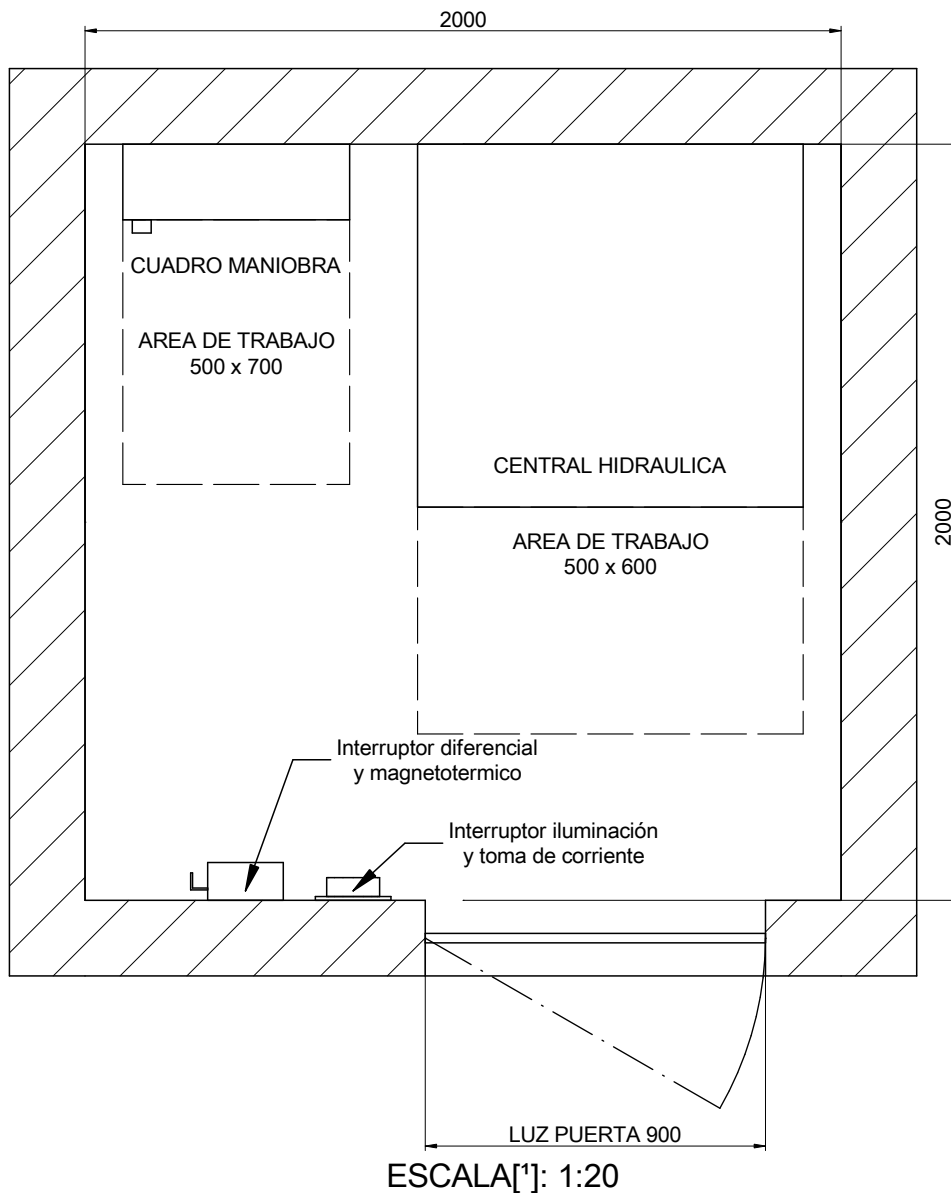 2000
CUADRO MANIOBRA
AREA DE TRABAJO
500 x 700
CENTRAL HIDRAULICA
AREA DE TRABAJO
500 x 600
2000
Interruptor diferencial
y magnetotermico
Interruptor iluminación
y toma de corriente
LUZ PUERTA 900
ESCALA[¹]: 1:20